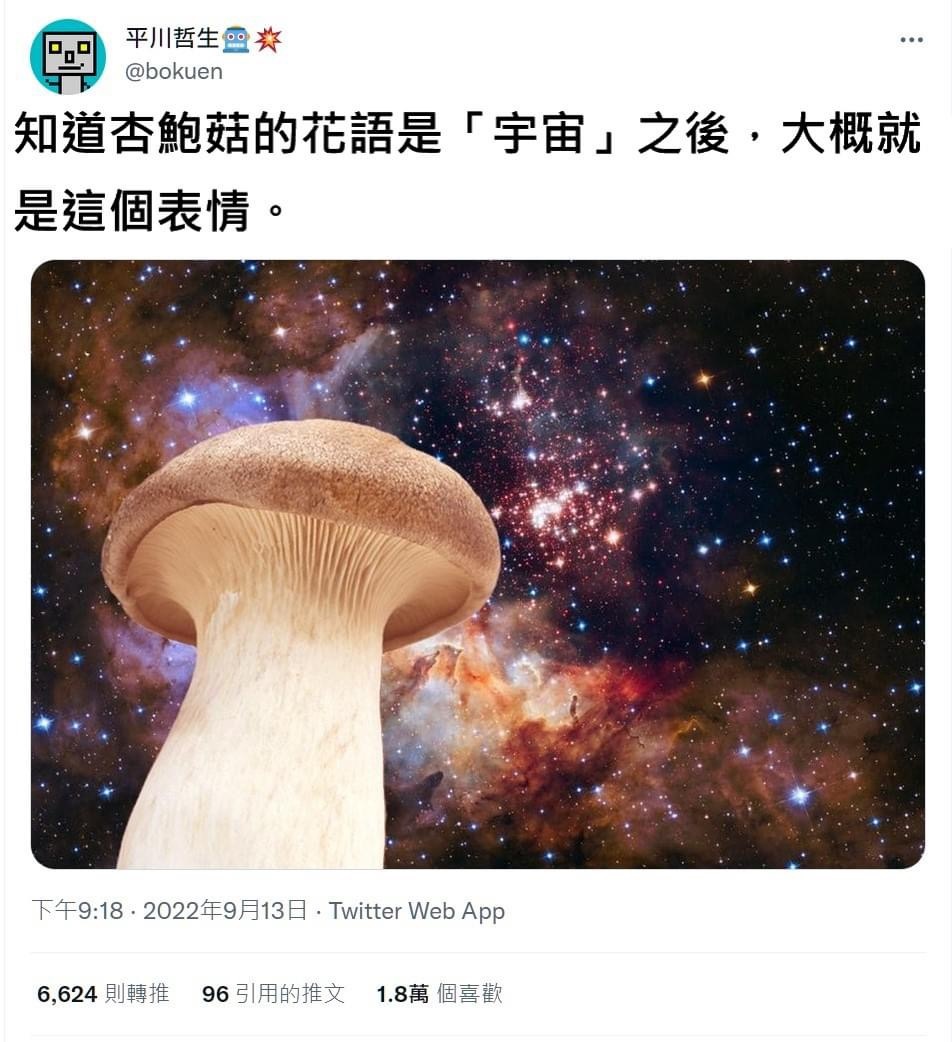 平川哲生🤖💥
@bokuen
知道杏鮑菇的花語是「宇宙」之後，大概就
是這個表情。
下午9:18 · 2022年9月13日 · Twitter Web App
6,624 則轉推 96 引用的推文 1.8萬 個喜歡